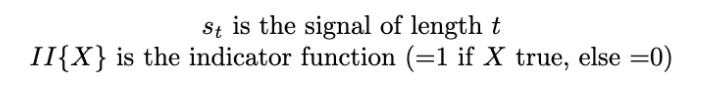 s_t is the signal of length t
II{X} is the indicator function (=1 if X true, else =0)